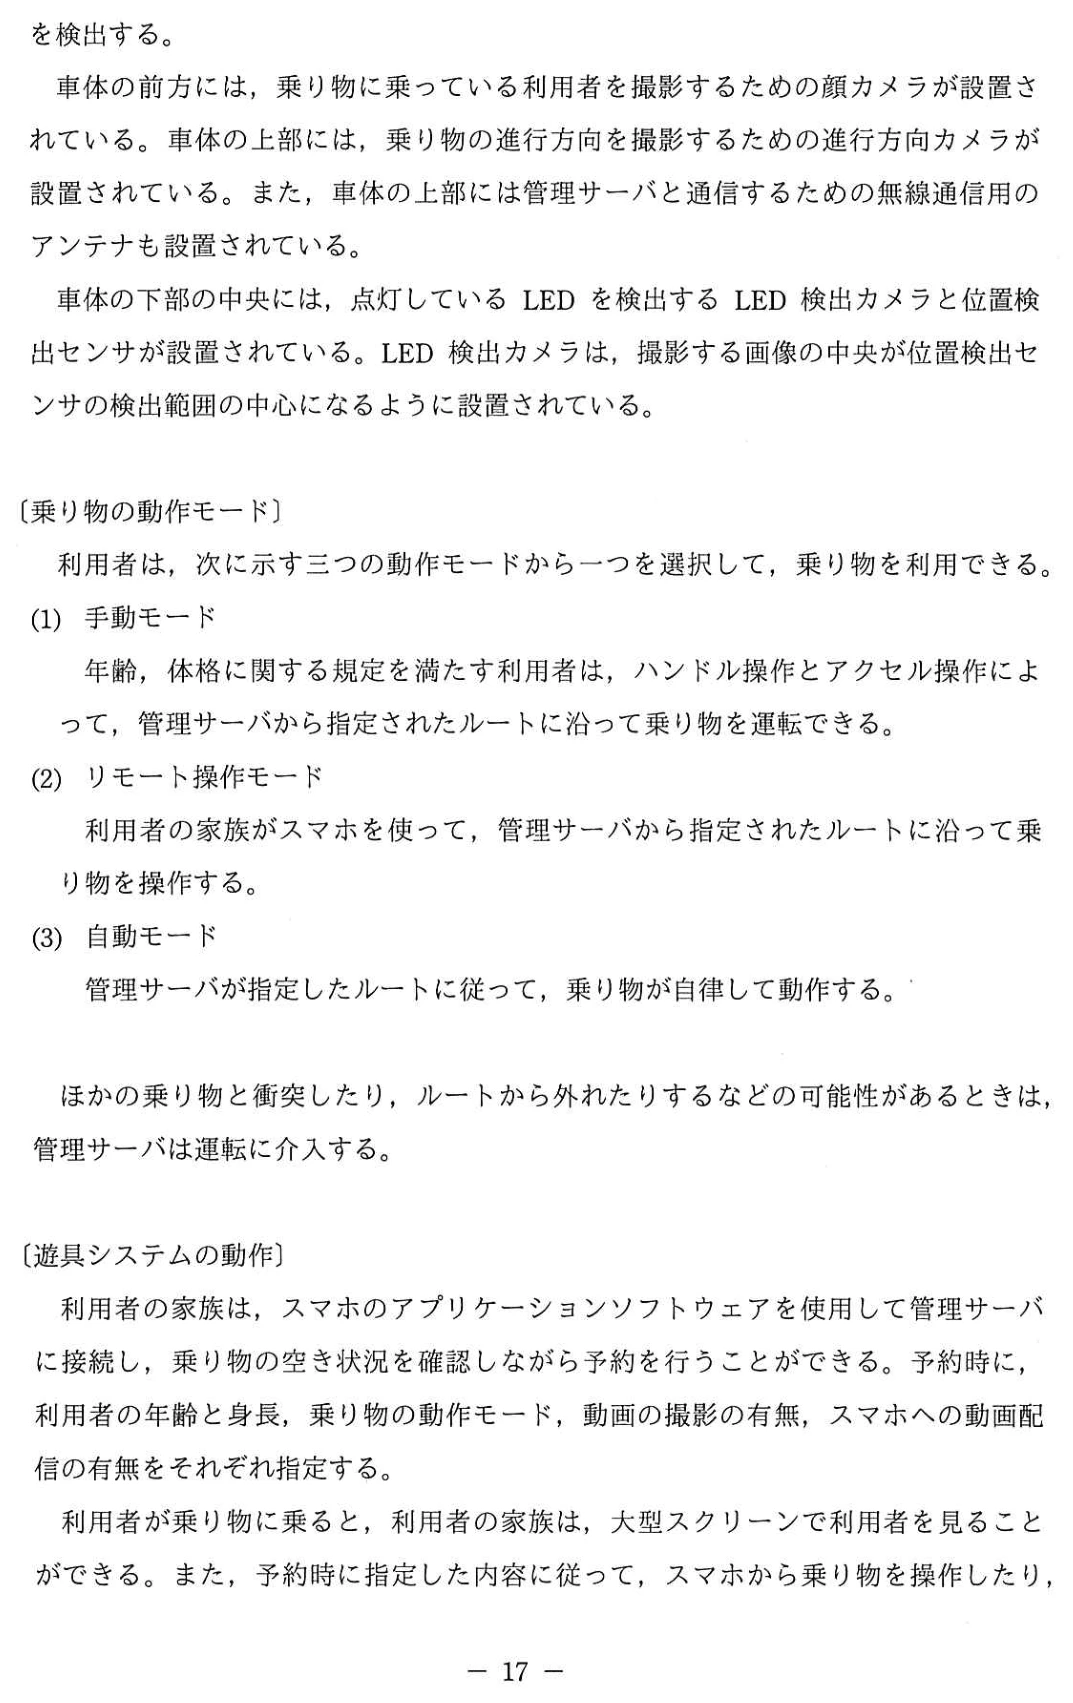 を検出する。
車体の前方には，乗り物に乗っている利用者を撮影するための顔カメラが設置さ
れている。車体の上部には，乗り物の進行方向を撮影するための進行方向カメラが
設置されている。また，車体の上部には管理サーバと通信するための無線通信用の
アンテナも設置されている。
車体の下部の中央には，点灯している LED を検出する LED 検出カメラと位置検
出センサが設置されている。LED 検出カメラは，撮影する画像の中央が位置検出セ
ンサの検出範囲の中心になるように設置されている。
〔乗り物の動作モード〕
利用者は，次に示す三つの動作モードから一つを選択して，乗り物を利用できる。
(1) 手動モード
年齢，体格に関する規定を満たす利用者は，ハンドル操作とアクセル操作によ
って，管理サーバから指定されたルートに沿って乗り物を運転できる。
(2) リモート操作モード
利用者の家族がスマホを使って，管理サーバから指定されたルートに沿って乗
り物を操作する。
(3) 自動モード
管理サーバが指定したルートに従って，乗り物が自律して動作する。
ほかの乗り物と衝突したり，ルートから外れたりするなどの可能性があるときは，
管理サーバは運転に介入する。
〔遊具システムの動作〕
利用者の家族は，スマホのアプリケーションソフトウェアを使用して管理サーバ
に接続し，乗り物の空き状況を確認しながら予約を行うことができる。予約時に，
利用者の年齢と身長，乗り物の動作モード，動画の撮影の有無，スマホへの動画配
信の有無をそれぞれ指定する。
利用者が乗り物に乗ると，利用者の家族は，大型スクリーンで利用者を見ること
ができる。また，予約時に指定した内容に従って，スマホから乗り物を操作したり，
－ 17 －